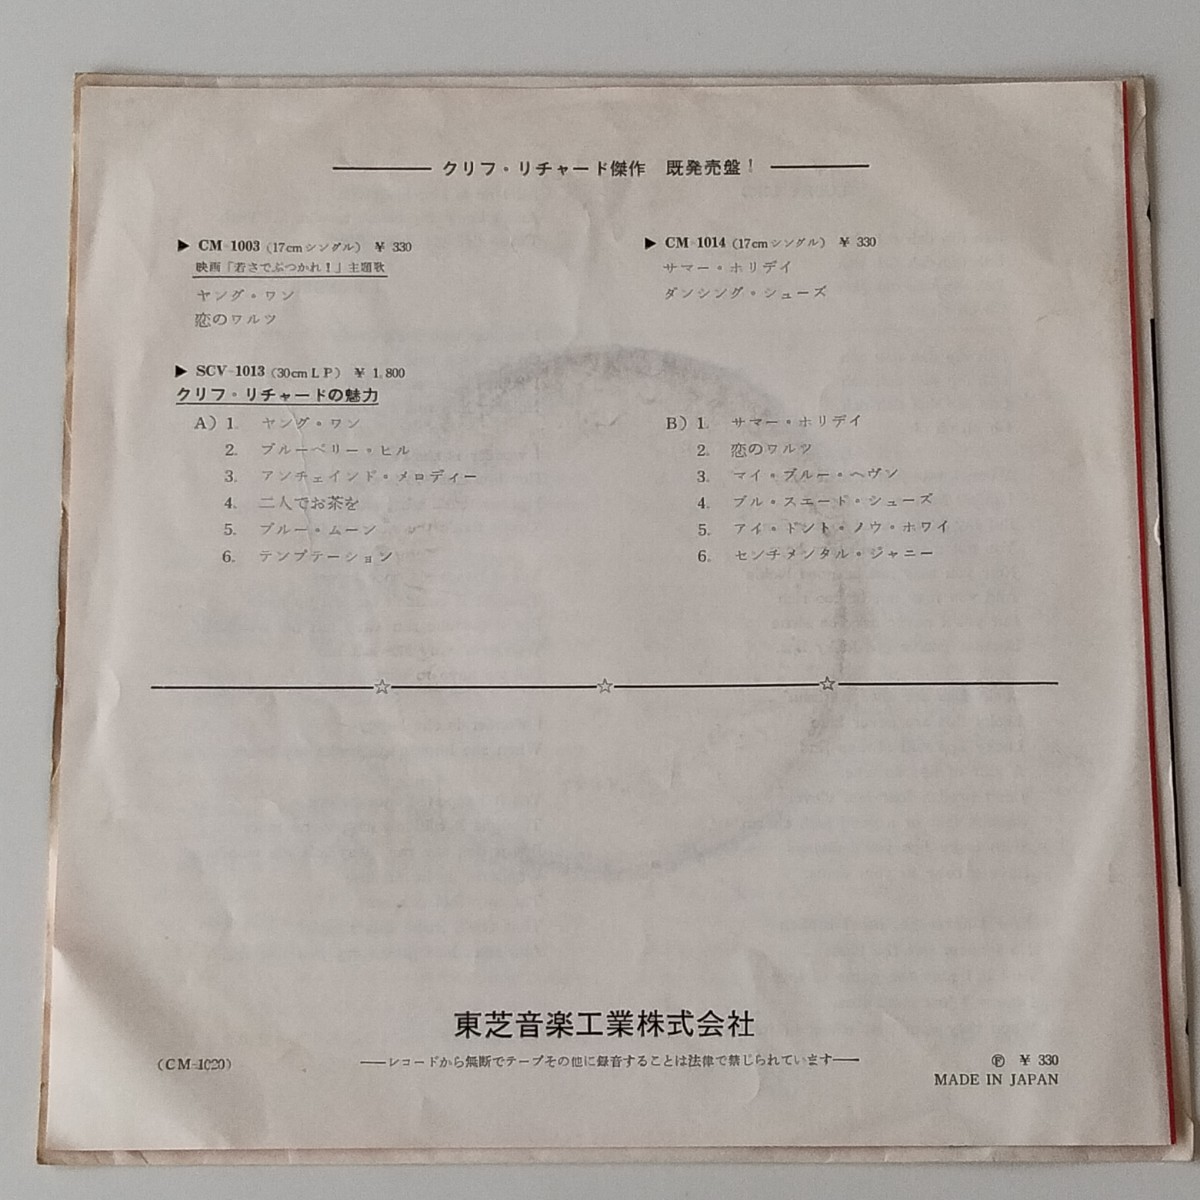 クリフ・リチャード傑作 既発売盤！
▶ CM-1003 (17cmシングル) ¥ 330
映画「若さでぶつかれ！」主題歌
ヤング・ワン
恋のワルツ
▶ CM-1014 (17cmシングル) ¥ 330
サマー・ホリデイ
ダンシング・シューズ
▶ SCV-1013 (30cm LP) ¥ 1,800
クリフ・リチャードの魅力
A) 1. ヤング・ワン
2. ブルーベリー・ヒル
3. アンチェインド・メロディー
4. 二人でお茶を
5. ブルー・ムーン
6. テンプテーション
B) 1. サマー・ホリデイ
2. 恋のワルツ
3. マイ・ブルー・ヘヴン
4. ブル・スエード・シューズ
5. アイ・ドント・ノウ・ホワイ
6. センチメンタル・ジャニー
東芝音楽工業株式会社
(CM-1020)
——レコードから無断でテープその他に録音することは法律で禁じられています——
Ⓟ ¥ 330
MADE IN JAPAN